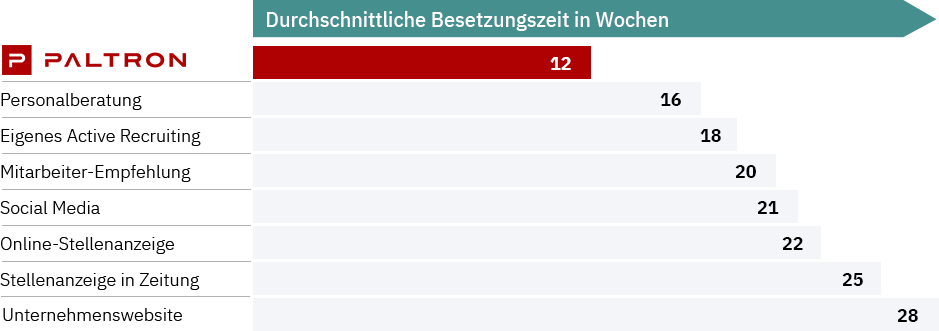 Durchschnittliche Besetzungszeit in Wochen
P PALTRON 12
Personalberatung 16
Eigenes Active Recruiting 18
Mitarbeiter-Empfehlung 20
Social Media 21
Online-Stellenanzeige 22
Stellenanzeige in Zeitung 25
Unternehmenswebsite 28